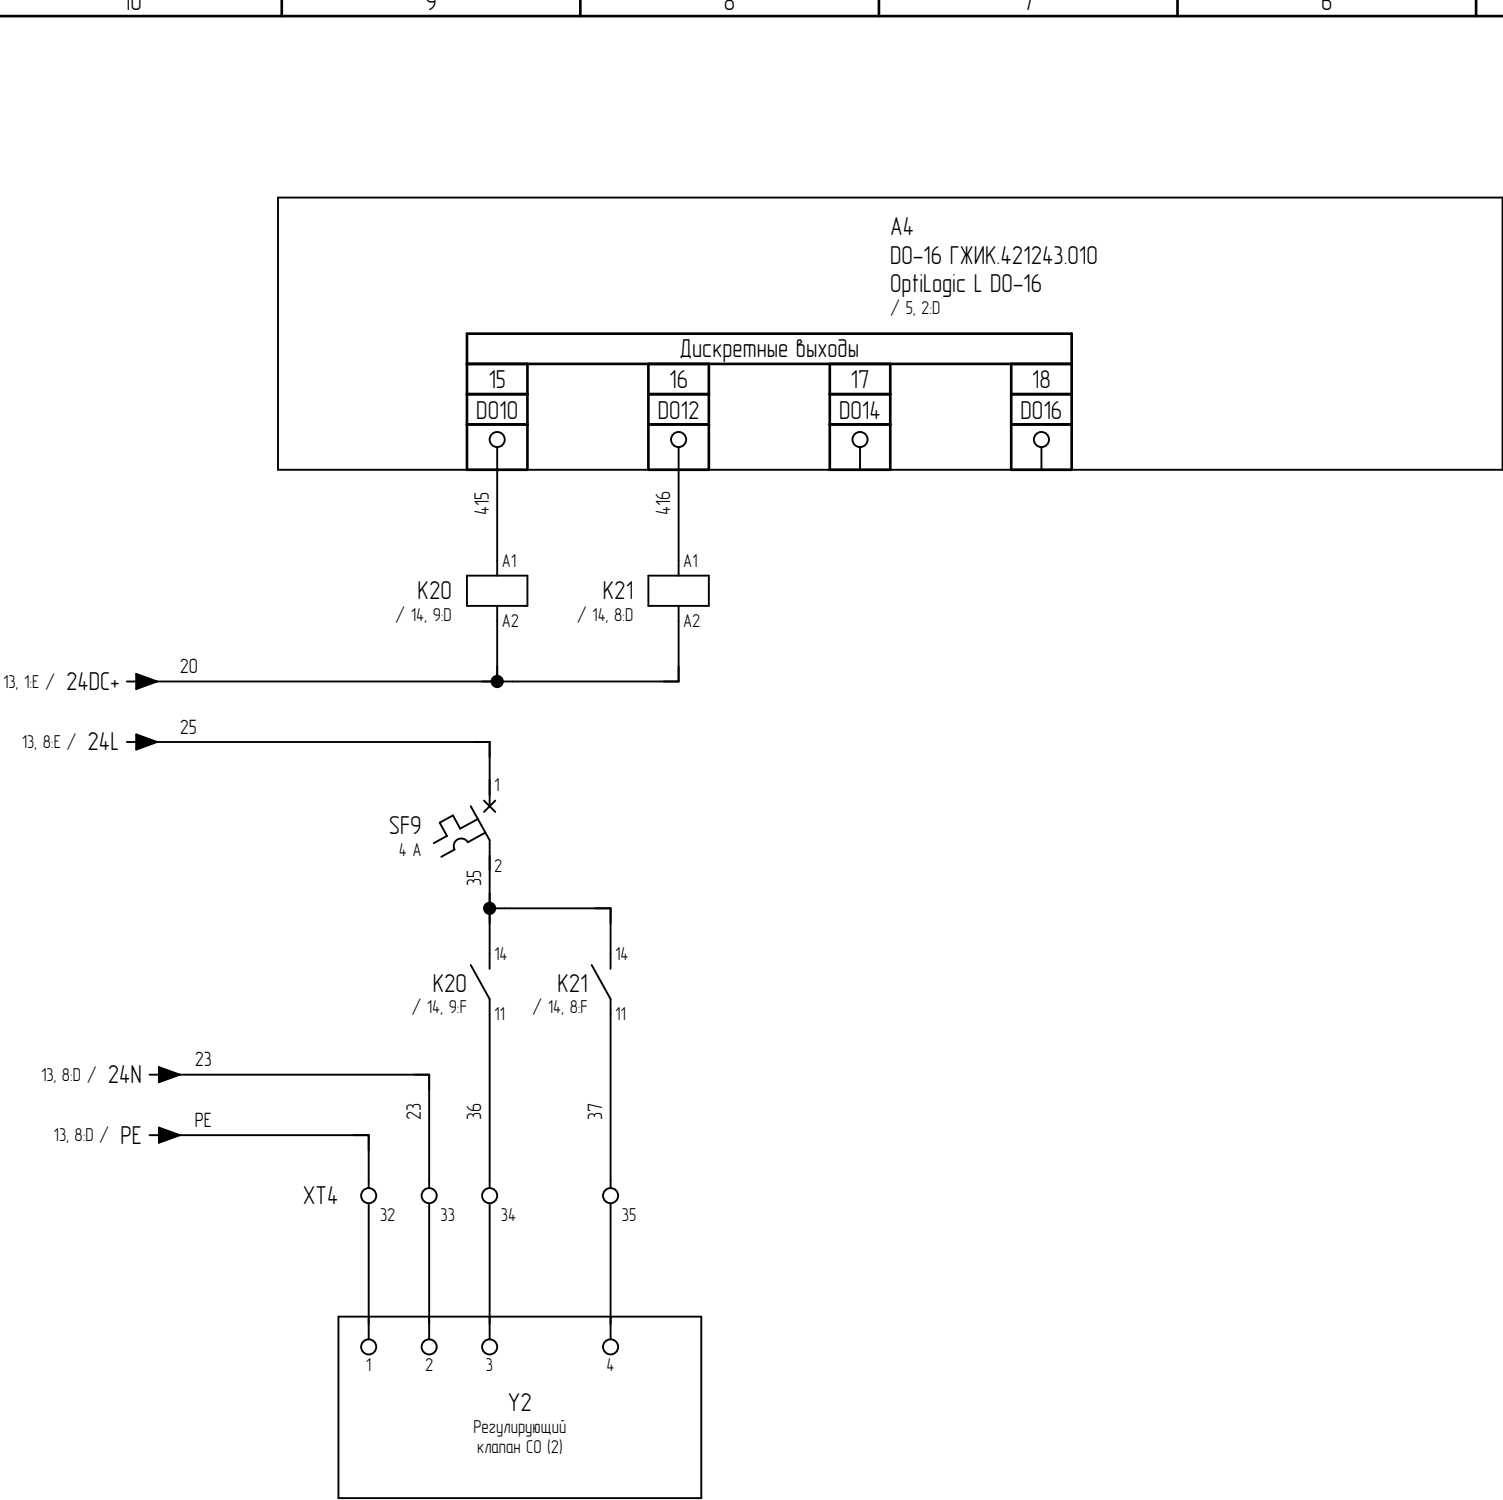 10 9 8 7 6
A4
DO-16 ГЖИК.421243.010
OptiLogic L DO-16
/ 5, 2:D
Дискретные выходы
15 16 17 18
DO10 DO12 DO14 DO16
415 416
A1 A1
K20 K21
/ 14, 9:D / 14, 8:D
A2 A2
20
13, 1:E / 24DC+
25
13, 8:E / 24L
1
SF9
4 A
2
35
14 14
K20 K21
/ 14, 9:F / 14, 8:F
11 11
23
13, 8:D / 24N
23 36 37
PE
13, 8:D / PE
XT4
32 33 34 35
1 2 3 4
Y2
Регулирующий
клапан СО (2)